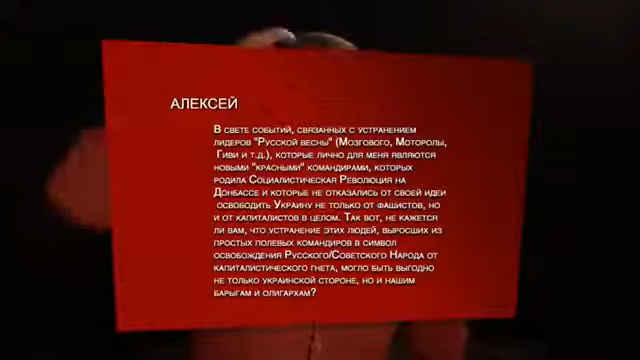 АЛЕКСЕЙ
В СВЕТЕ СОБЫТИЙ, СВЯЗАННЫХ С УСТРАНЕНИЕМ
ЛИДЕРОВ "РУССКОЙ ВЕСНЫ" (МОЗГОВОГО, МОТОРОЛЫ,
ГИВИ И Т.Д.), КОТОРЫЕ ЛИЧНО ДЛЯ МЕНЯ ЯВЛЯЮТСЯ
НОВЫМИ "КРАСНЫМИ" КОМАНДИРАМИ, КОТОРЫХ
РОДИЛА СОЦИАЛИСТИЧЕСКАЯ РЕВОЛЮЦИЯ НА
ДОНБАССЕ И КОТОРЫЕ НЕ ОТКАЗАЛИСЬ ОТ СВОЕЙ ИДЕИ
ОСВОБОДИТЬ УКРАИНУ НЕ ТОЛЬКО ОТ ФАШИСТОВ, НО
И ОТ КАПИТАЛИСТОВ В ЦЕЛОМ. ТАК ВОТ, НЕ КАЖЕТСЯ
ЛИ ВАМ, ЧТО УСТРАНЕНИЕ ЭТИХ ЛЮДЕЙ, ВЫРОСШИХ ИЗ
ПРОСТЫХ ПОЛЕВЫХ КОМАНДИРОВ В СИМВОЛ
ОСВОБОЖДЕНИЯ РУССКОГО/СОВЕТСКОГО НАРОДА ОТ
КАПИТАЛИСТИЧЕСКОГО ГНЕТА, МОГЛО БЫТЬ ВЫГОДНО
НЕ ТОЛЬКО УКРАИНСКОЙ СТОРОНЕ, НО И НАШИМ
БАРЫГАМ И ОЛИГАРХАМ?